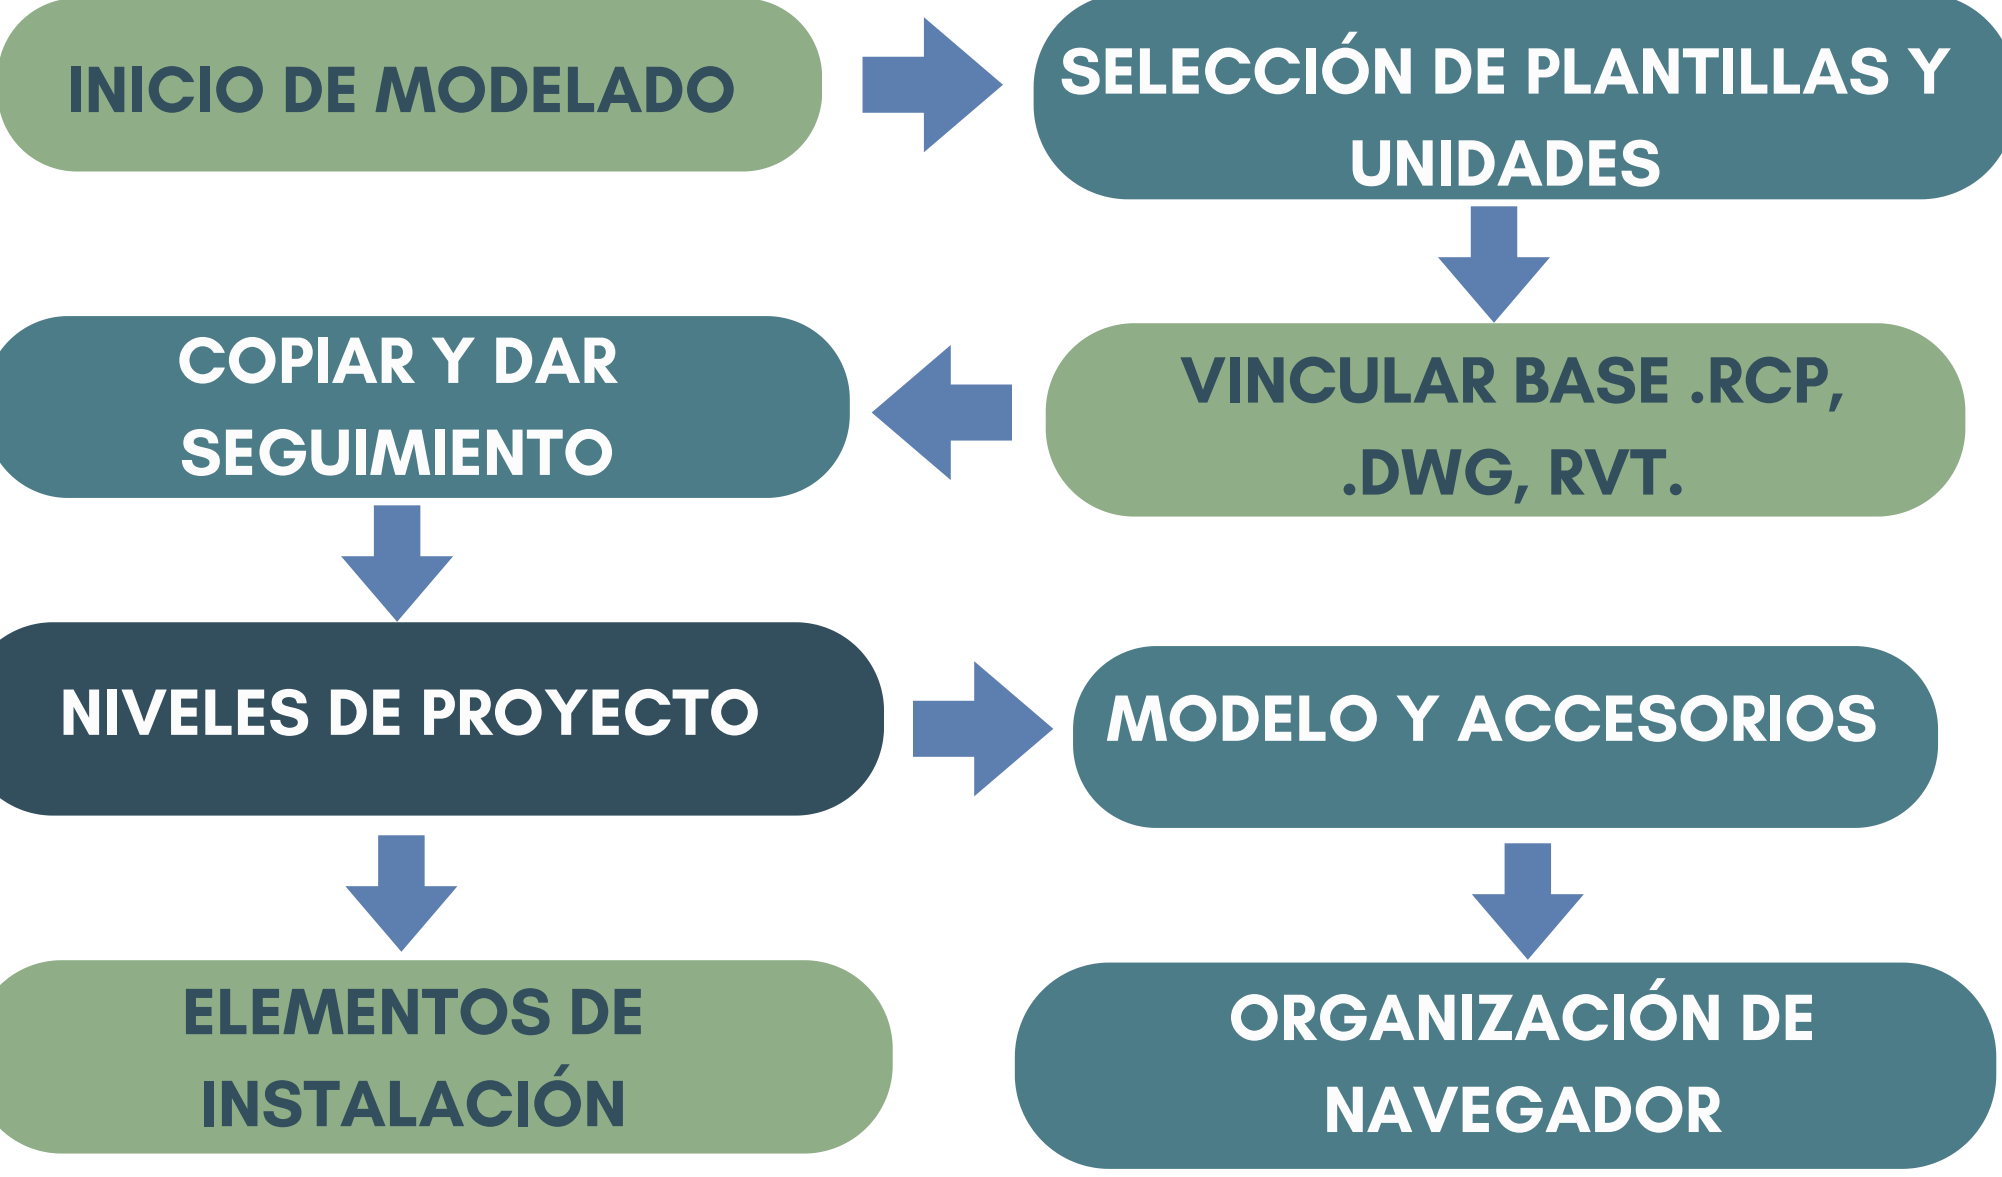 INICIO DE MODELADO
SELECCIÓN DE PLANTILLAS Y
UNIDADES
VINCULAR BASE .RCP,
.DWG, RVT.
COPIAR Y DAR
SEGUIMIENTO
NIVELES DE PROYECTO
MODELO Y ACCESORIOS
ELEMENTOS DE
INSTALACIÓN
ORGANIZACIÓN DE
NAVEGADOR